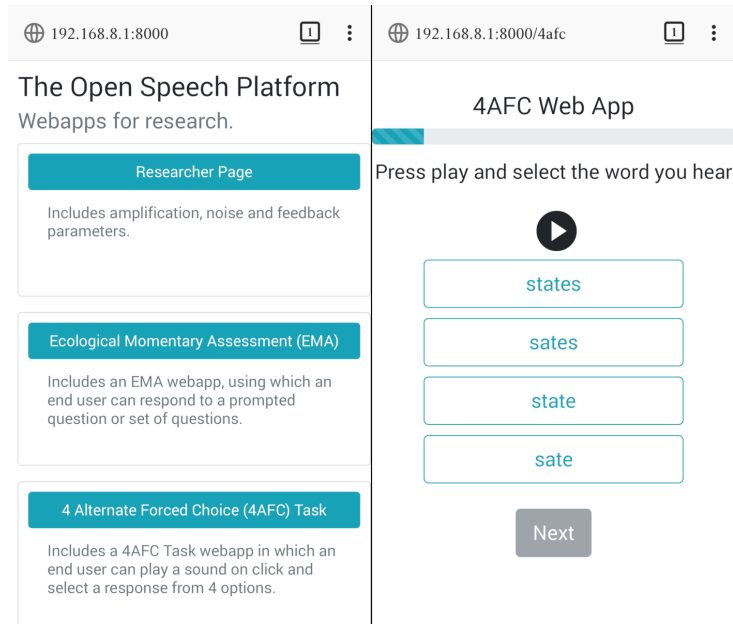 192.168.8.1:8000
1
The Open Speech Platform
Webapps for research.
Researcher Page
Includes amplification, noise and feedback
parameters.
Ecological Momentary Assessment (EMA)
Includes an EMA webapp, using which an
end user can respond to a prompted
question or set of questions.
4 Alternate Forced Choice (4AFC) Task
Includes a 4AFC Task webapp in which an
end user can play a sound on click and
select a response from 4 options.
192.168.8.1:8000/4afc
1
4AFC Web App
Press play and select the word you hear
states
sates
state
sate
Next